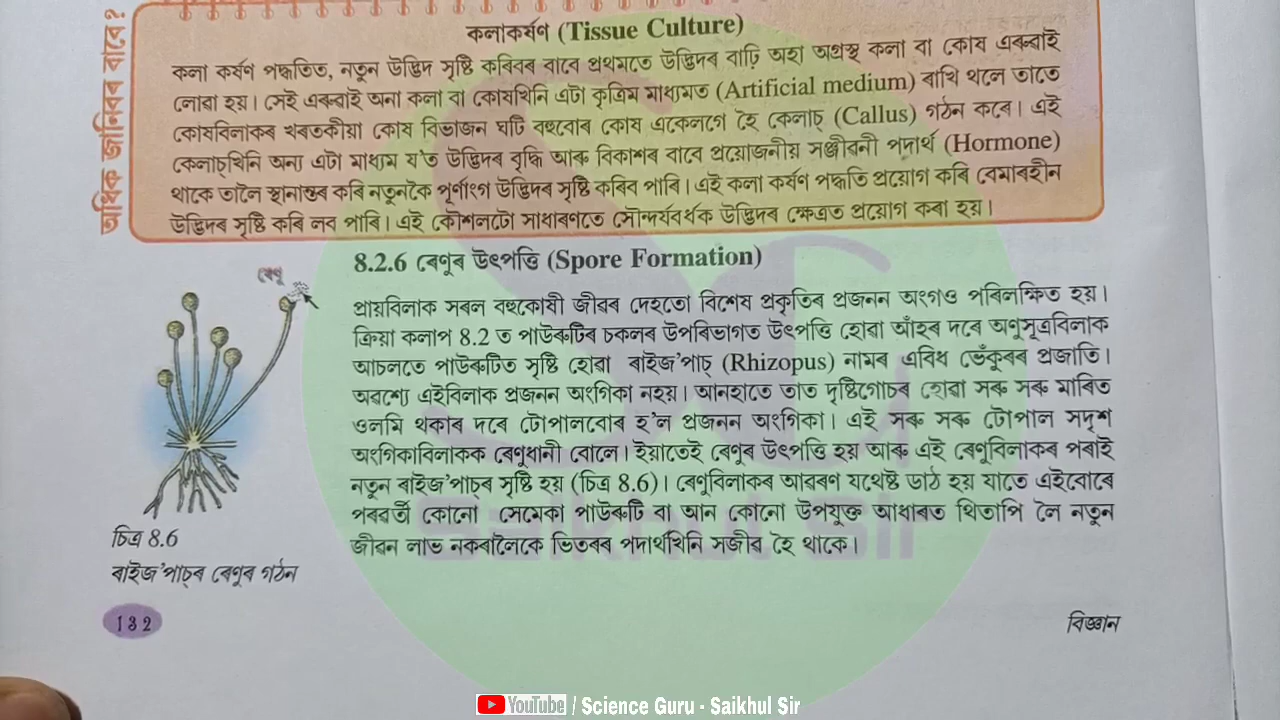 অধিক জানিবৰ বাবে?
কলাকৰ্ষণ (Tissue Culture)
কলা কৰ্ষণ পদ্ধতিত, নতুন উদ্ভিদ সৃষ্টি কৰিবৰ বাবে প্ৰথমতে উদ্ভিদৰ বাঢ়ি অহা অগ্ৰস্থ কলা বা কোষ এৰুৱাই
লোৱা হয়। সেই এৰুৱাই অনা কলা বা কোষখিনি এটা কৃত্ৰিম মাধ্যমত (Artificial medium) ৰাখি থলে তাতে
কোষবিলাকৰ খৰতকীয়া কোষ বিভাজন ঘটি বহুবোৰ কোষ একেলগে হৈ কেলাচ্ (Callus) গঠন কৰে। এই
কেলাচ্‌খিনি অন্য এটা মাধ্যম য'ত উদ্ভিদৰ বৃদ্ধি আৰু বিকাশৰ বাবে প্ৰয়োজনীয় সঞ্জীৱনী পদাৰ্থ (Hormone)
থাকে তালৈ স্থানান্তৰ কৰি নতুনকৈ পূৰ্ণাংগ উদ্ভিদৰ সৃষ্টি কৰিব পাৰি। এই কলা কৰ্ষণ পদ্ধতি প্ৰয়োগ কৰি বেমাৰহীন
উদ্ভিদৰ সৃষ্টি কৰি লব পাৰি। এই কৌশলটো সাধাৰণতে সৌন্দৰ্যবৰ্ধক উদ্ভিদৰ ক্ষেত্ৰত প্ৰয়োগ কৰা হয়।
8.2.6 ৰেণুৰ উৎপত্তি (Spore Formation)
প্ৰায়বিলাক সৰল বহুকোষী জীৱৰ দেহতো বিশেষ প্ৰকৃতিৰ প্ৰজনন অংগও পৰিলক্ষিত হয়।
ক্ৰিয়া কলাপ 8.2 ত পাউৰুটিৰ চকলৰ উপৰিভাগত উৎপত্তি হোৱা আঁহৰ দৰে অণুসূত্ৰবিলাক
আচলতে পাউৰুটিত সৃষ্টি হোৱা ৰাইজ'পাচ্ (Rhizopus) নামৰ এবিধ ভেঁকুৰৰ প্ৰজাতি।
অৱশ্যে এইবিলাক প্ৰজনন অংগিকা নহয়। আনহাতে তাত দৃষ্টিগোচৰ হোৱা সৰু সৰু মাৰিত
ওলমি থকাৰ দৰে টোপালবোৰ হ'ল প্ৰজনন অংগিকা। এই সৰু সৰু টোপাল সদৃশ
অংগিকাবিলাকক ৰেণুধানী বোলে। ইয়াতেই ৰেণুৰ উৎপত্তি হয় আৰু এই ৰেণুবিলাকৰ পৰাই
নতুন ৰাইজ'পাচ্‌ৰ সৃষ্টি হয় (চিত্ৰ 8.6)। ৰেণুবিলাকৰ আৱৰণ যথেষ্ট ডাঠ হয় যাতে এইবোৰে
পৰৱৰ্তী কোনো সেমেকা পাউৰুটি বা আন কোনো উপযুক্ত আধাৰত থিতাপি লৈ নতুন
জীৱন লাভ নকৰালৈকে ভিতৰৰ পদাৰ্থখিনি সজীৱ হৈ থাকে।
ৰেণু
চিত্ৰ 8.6
ৰাইজ'পাচ্‌ৰ ৰেণুৰ গঠন
132
বিজ্ঞান
YouTube / Science Guru - Saikhul Sir